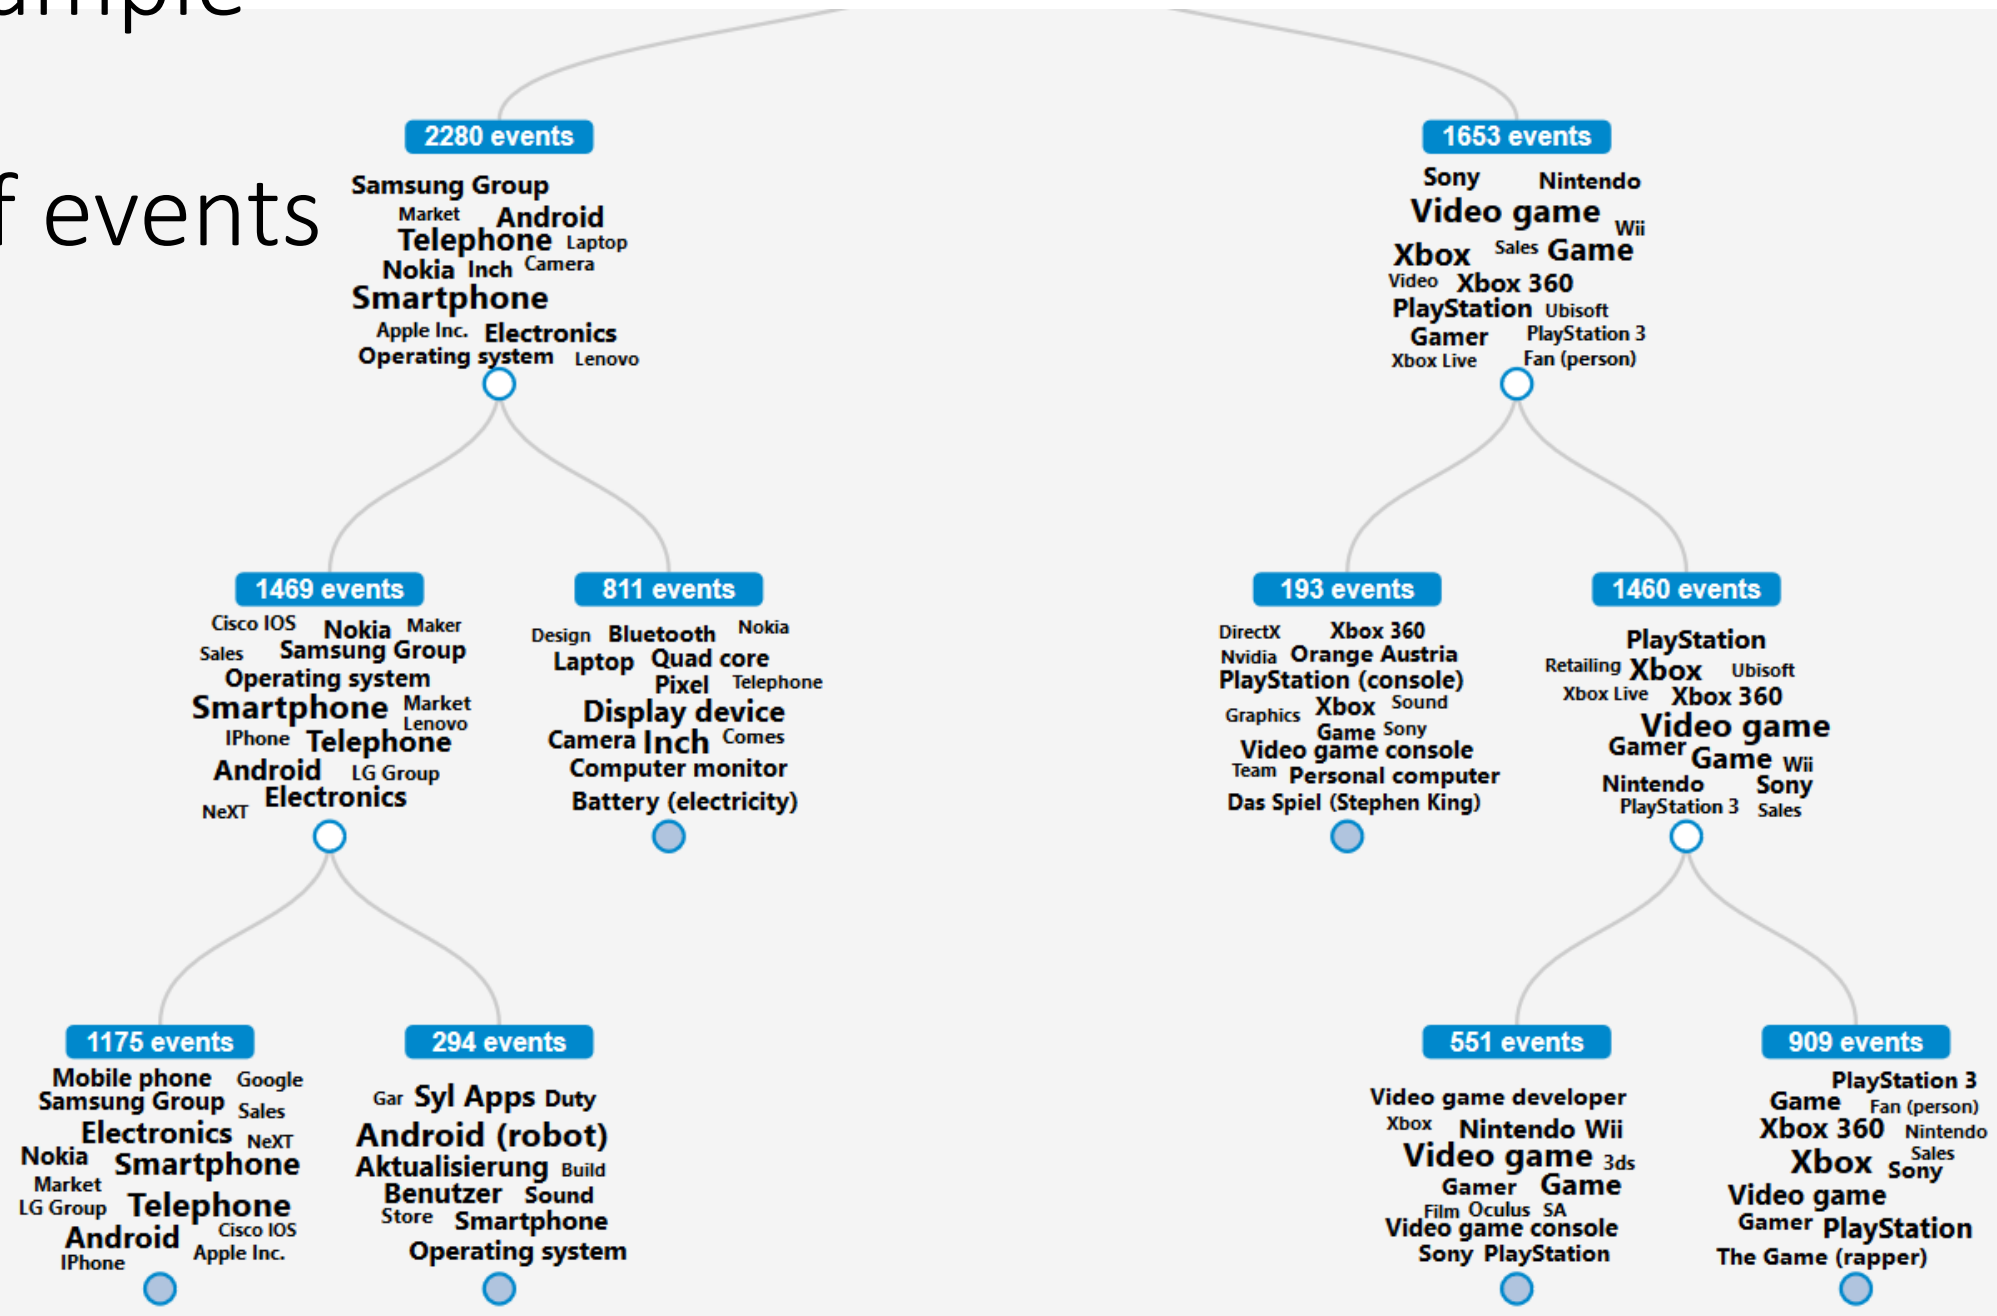 f events
2280 events
Samsung Group
Market Android
Telephone Laptop
Nokia Inch Camera
Smartphone
Apple Inc. Electronics
Operating system Lenovo
1653 events
Sony Nintendo
Video game Wii
Xbox Sales Game
Video Xbox 360
PlayStation Ubisoft
Gamer PlayStation 3
Xbox Live Fan (person)
1469 events
Cisco IOS Nokia Maker
Sales Samsung Group
Operating system
Smartphone Market
Lenovo
IPhone Telephone
Android LG Group
Electronics
NeXT
811 events
Design Bluetooth Nokia
Laptop Quad core
Pixel Telephone
Display device
Camera Inch Comes
Computer monitor
Battery (electricity)
193 events
DirectX Xbox 360
Nvidia Orange Austria
PlayStation (console)
Graphics Xbox Sound
Game Sony
Video game console
Team Personal computer
Das Spiel (Stephen King)
1460 events
PlayStation
Retailing Xbox Ubisoft
Xbox Live Xbox 360
Video game
Gamer Game Wii
Nintendo Sony
PlayStation 3 Sales
1175 events
Mobile phone Google
Samsung Group Sales
Electronics NeXT
Nokia Smartphone
Market
LG Group Telephone
Android Cisco IOS
IPhone Apple Inc.
294 events
Gar Syl Apps Duty
Android (robot)
Aktualisierung Build
Benutzer Sound
Store Smartphone
Operating system
551 events
Video game developer
Xbox Nintendo Wii
Video game 3ds
Gamer Game
Film Oculus SA
Video game console
Sony PlayStation
909 events
PlayStation 3
Game Fan (person)
Xbox 360 Nintendo
Xbox Sales
Sony
Video game
Gamer PlayStation
The Game (rapper)